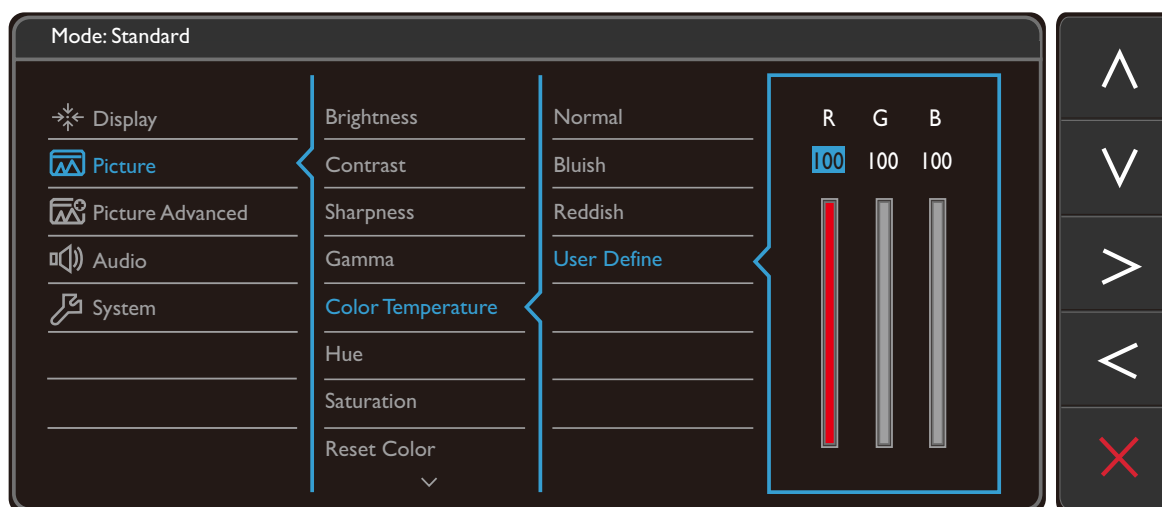 Mode: Standard
Display
Picture
Picture Advanced
Audio
System
Brightness
Contrast
Sharpness
Gamma
Color Temperature
Hue
Saturation
Reset Color
Normal
Bluish
Reddish
User Define
R G B
100 100 100